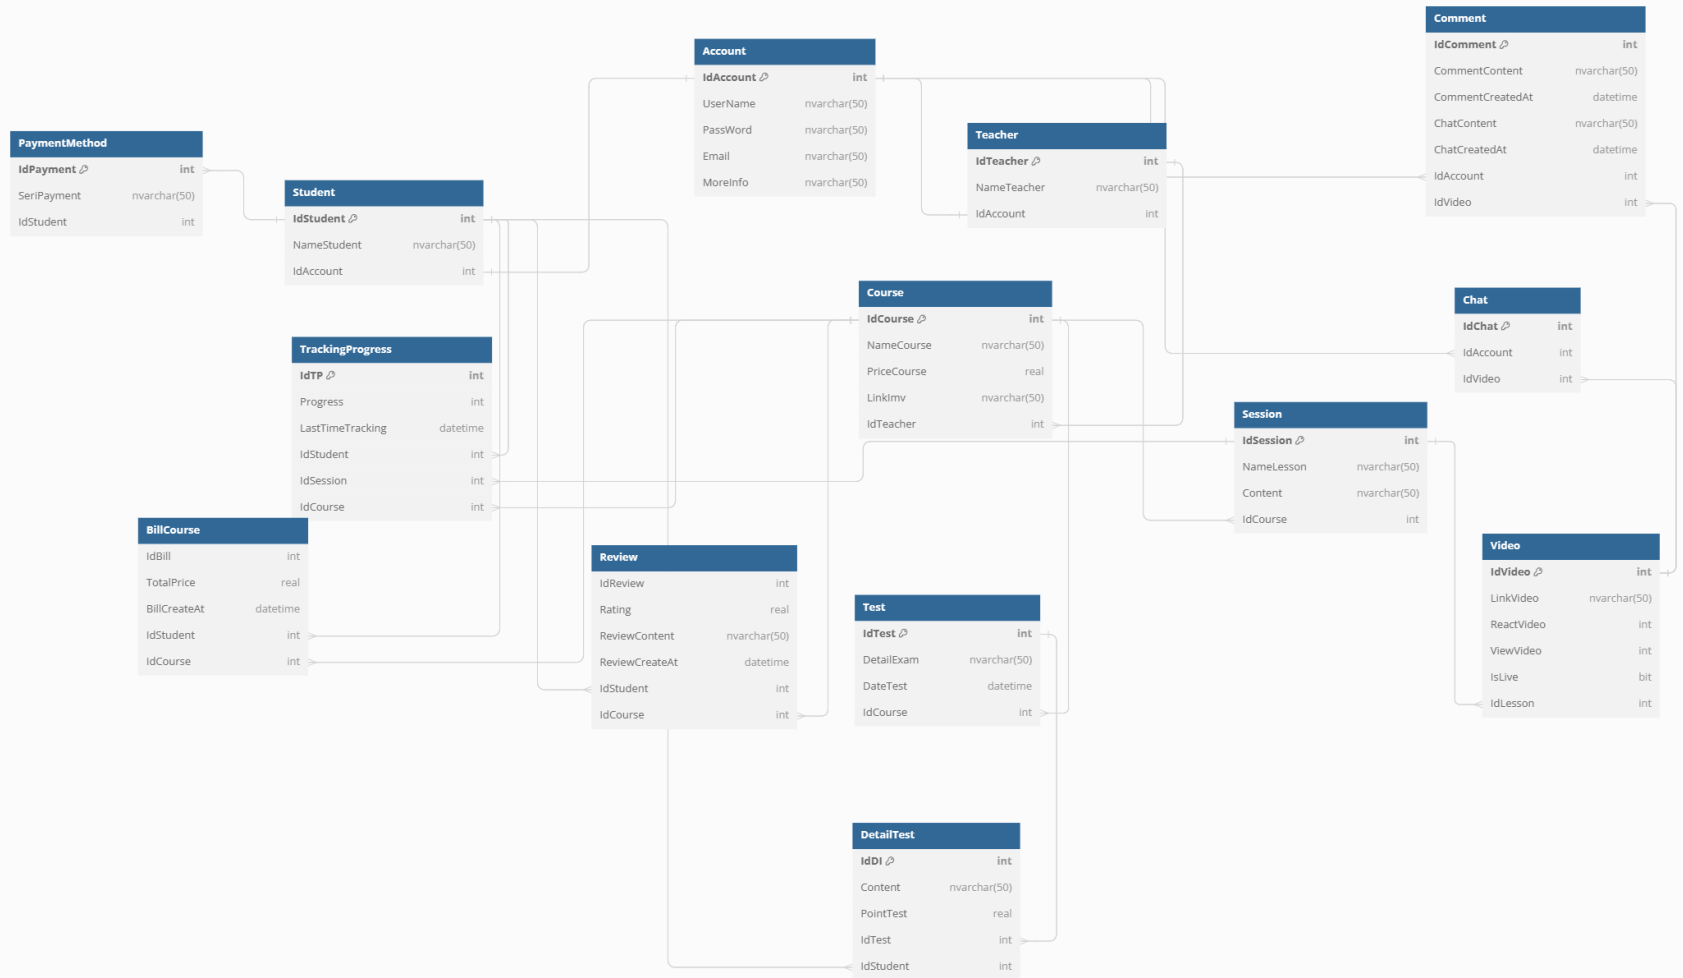 Comment
IdComment int
CommentContent nvarchar(50)
CommentCreatedAt datetime
ChatContent nvarchar(50)
ChatCreatedAt datetime
IdAccount int
IdVideo int
Account
IdAccount int
UserName nvarchar(50)
PassWord nvarchar(50)
Email nvarchar(50)
MoreInfo nvarchar(50)
Teacher
IdTeacher int
NameTeacher nvarchar(50)
IdAccount int
PaymentMethod
IdPayment int
SeriPayment nvarchar(50)
IdStudent int
Student
IdStudent int
NameStudent nvarchar(50)
IdAccount int
Course
IdCourse int
NameCourse nvarchar(50)
PriceCourse real
LinkImv nvarchar(50)
IdTeacher int
Chat
IdChat int
IdAccount int
IdVideo int
TrackingProgress
IdTP int
Progress int
LastTimeTracking datetime
IdStudent int
IdSession int
IdCourse int
Session
IdSession int
NameLesson nvarchar(50)
Content nvarchar(50)
IdCourse int
BillCourse
IdBill int
TotalPrice real
BillCreateAt datetime
IdStudent int
IdCourse int
Review
IdReview int
Rating real
ReviewContent nvarchar(50)
ReviewCreateAt datetime
IdStudent int
IdCourse int
Video
IdVideo int
LinkVideo nvarchar(50)
ReactVideo int
ViewVideo int
IsLive bit
IdLesson int
Test
IdTest int
DetailExam nvarchar(50)
DateTest datetime
IdCourse int
DetailTest
IdDI int
Content nvarchar(50)
PointTest real
IdTest int
IdStudent int